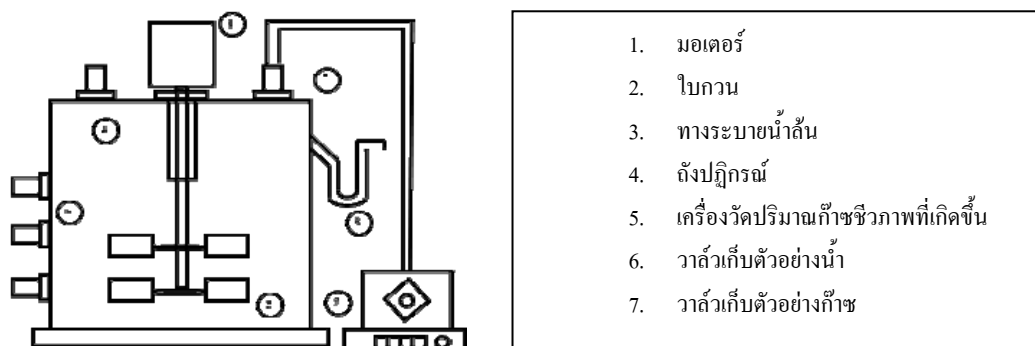 1. มอเตอร์
2. ใบกวน
3. ทางระบายน้ำล้น
4. ถังปฏิกรณ์
5. เครื่องวัดปริมาณก๊าซชีวภาพที่เกิดขึ้น
6. วาล์วเก็บตัวอย่างน้ำ
7. วาล์วเก็บตัวอย่างก๊าซ